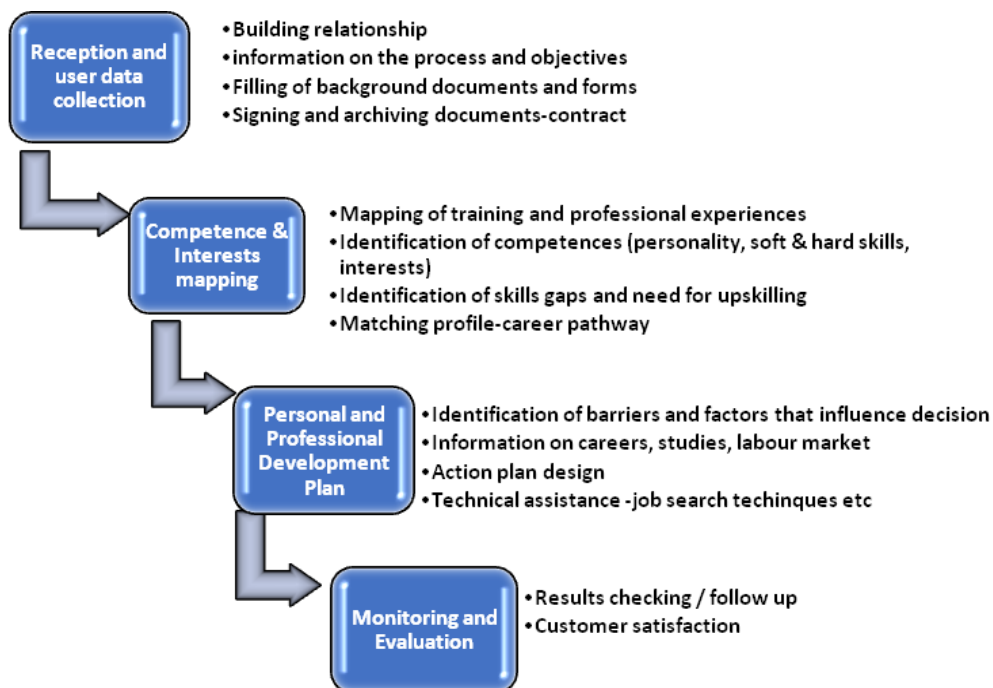 Reception and
user data
collection
•Building relationship
•information on the process and objectives
•Filling of background documents and forms
•Signing and archiving documents-contract
Competence &
Interests
mapping
•Mapping of training and professional experiences
•Identification of competences (personality, soft & hard skills,
interests)
•Identification of skills gaps and need for upskilling
•Matching profile-career pathway
Personal and
Professional
Development
Plan
•Identification of barriers and factors that influence decision
•Information on careers, studies, labour market
•Action plan design
•Technical assistance -job search techinques etc
Monitoring and
Evaluation
•Results checking / follow up
•Customer satisfaction